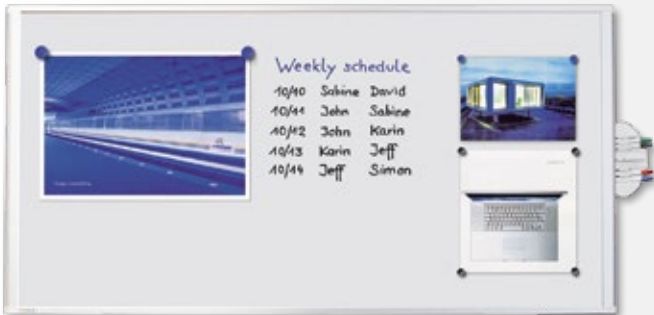 Weekly schedule
10/10 Sabine David
10/11 John Sabine
10/12 John Karin
10/13 Karin Jeff
10/14 Jeff Simon